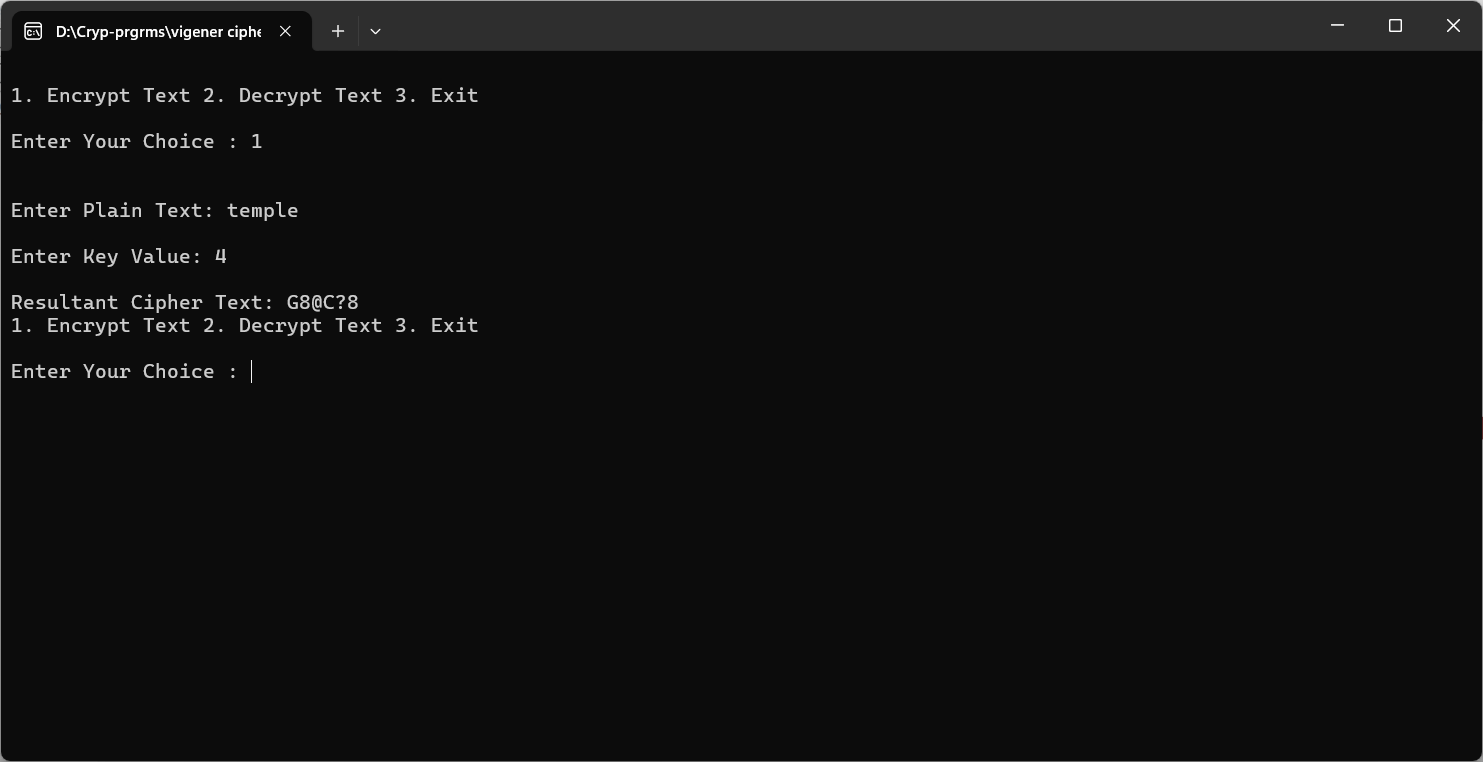 D:\Cryp-prgrms\vigener ciphe
1. Encrypt Text 2. Decrypt Text 3. Exit
Enter Your Choice : 1
Enter Plain Text: temple
Enter Key Value: 4
Resultant Cipher Text: G8@C?8
1. Encrypt Text 2. Decrypt Text 3. Exit
Enter Your Choice :